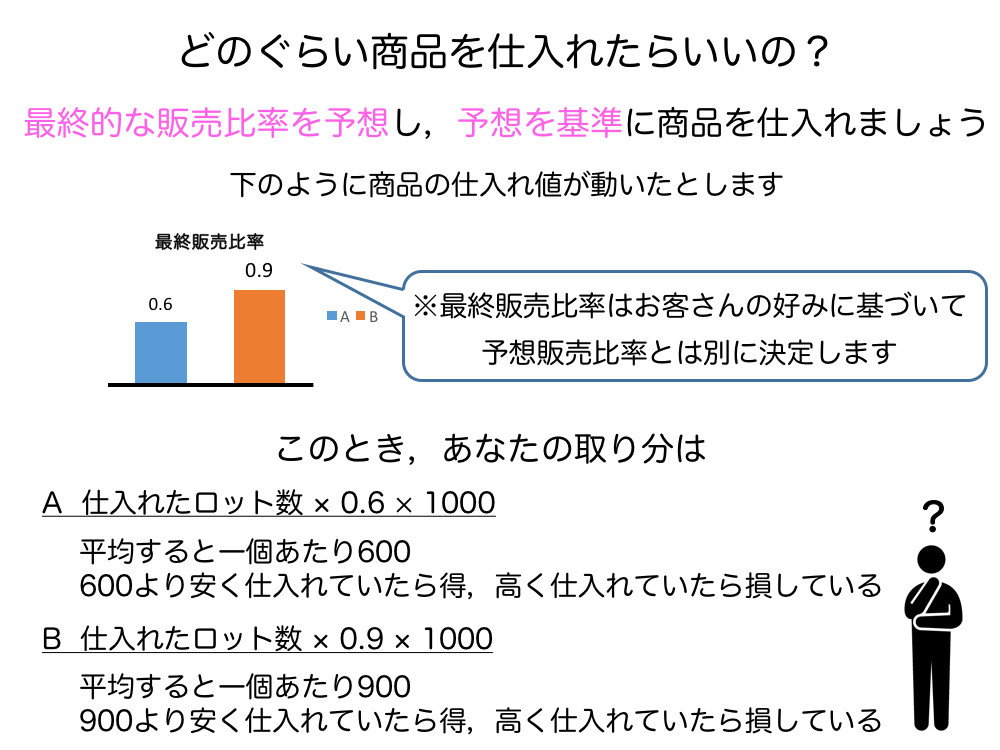 どのぐらい商品を仕入れたらいいの？
最終的な販売比率を予想し，予想を基準に商品を仕入れましょう
下のように商品の仕入れ値が動いたとします
最終販売比率
0.6
0.9
A B
※最終販売比率はお客さんの好みに基づいて
予想販売比率とは別に決定します
このとき，あなたの取り分は
A 仕入れたロット数 × 0.6 × 1000
平均すると一個あたり600
600より安く仕入れていたら得，高く仕入れていたら損している
B 仕入れたロット数 × 0.9 × 1000
平均すると一個あたり900
900より安く仕入れていたら得，高く仕入れていたら損している
?